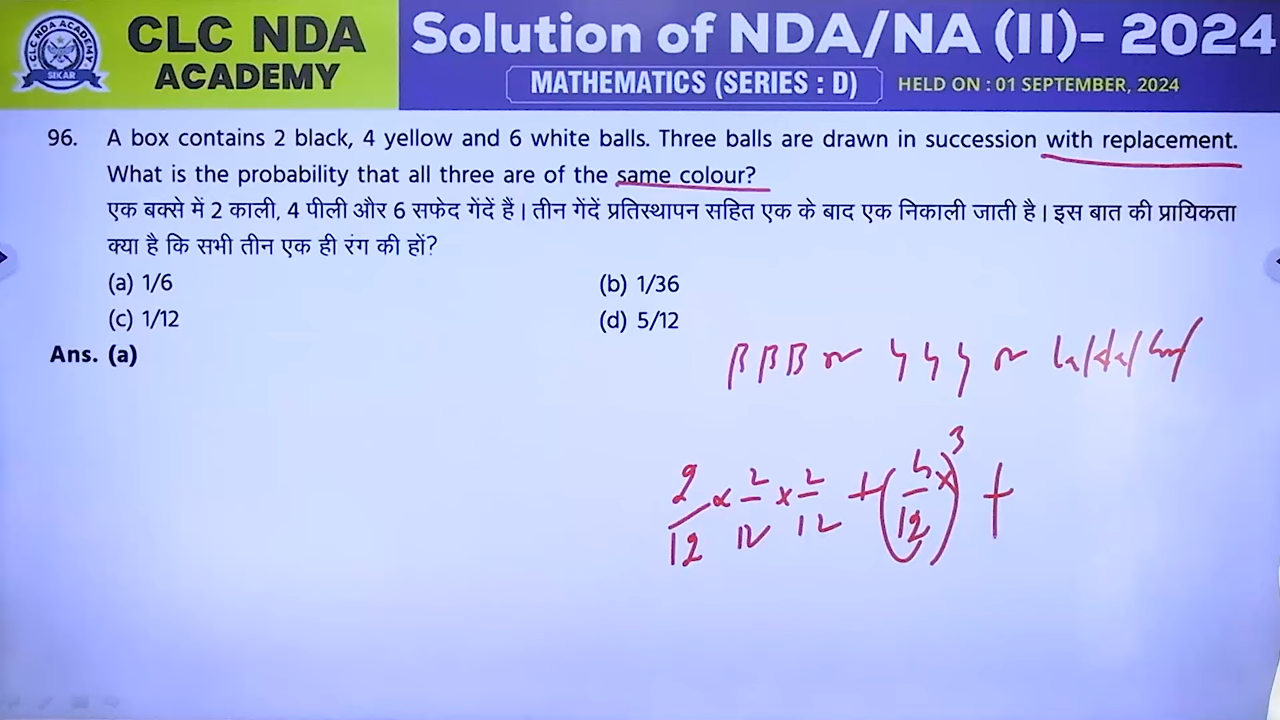 CLC NDA ACADEMY
SIKAR
CLC NDA
ACADEMY
Solution of NDA/NA (II)- 2024
MATHEMATICS (SERIES : D)
HELD ON : 01 SEPTEMBER, 2024
96. A box contains 2 black, 4 yellow and 6 white balls. Three balls are drawn in succession with replacement.
What is the probability that all three are of the same colour?
एक बक्से में 2 काली, 4 पीली और 6 सफेद गेंदें हैं। तीन गेंदें प्रतिस्थापन सहित एक के बाद एक निकाली जाती है। इस बात की प्रायिकता
क्या है कि सभी तीन एक ही रंग की हों?
(a) 1/6
(b) 1/36
(c) 1/12
(d) 5/12
Ans. (a)
BBB or y y y or
2/12 × 2/12 × 2/12 + (4/12)^3 +